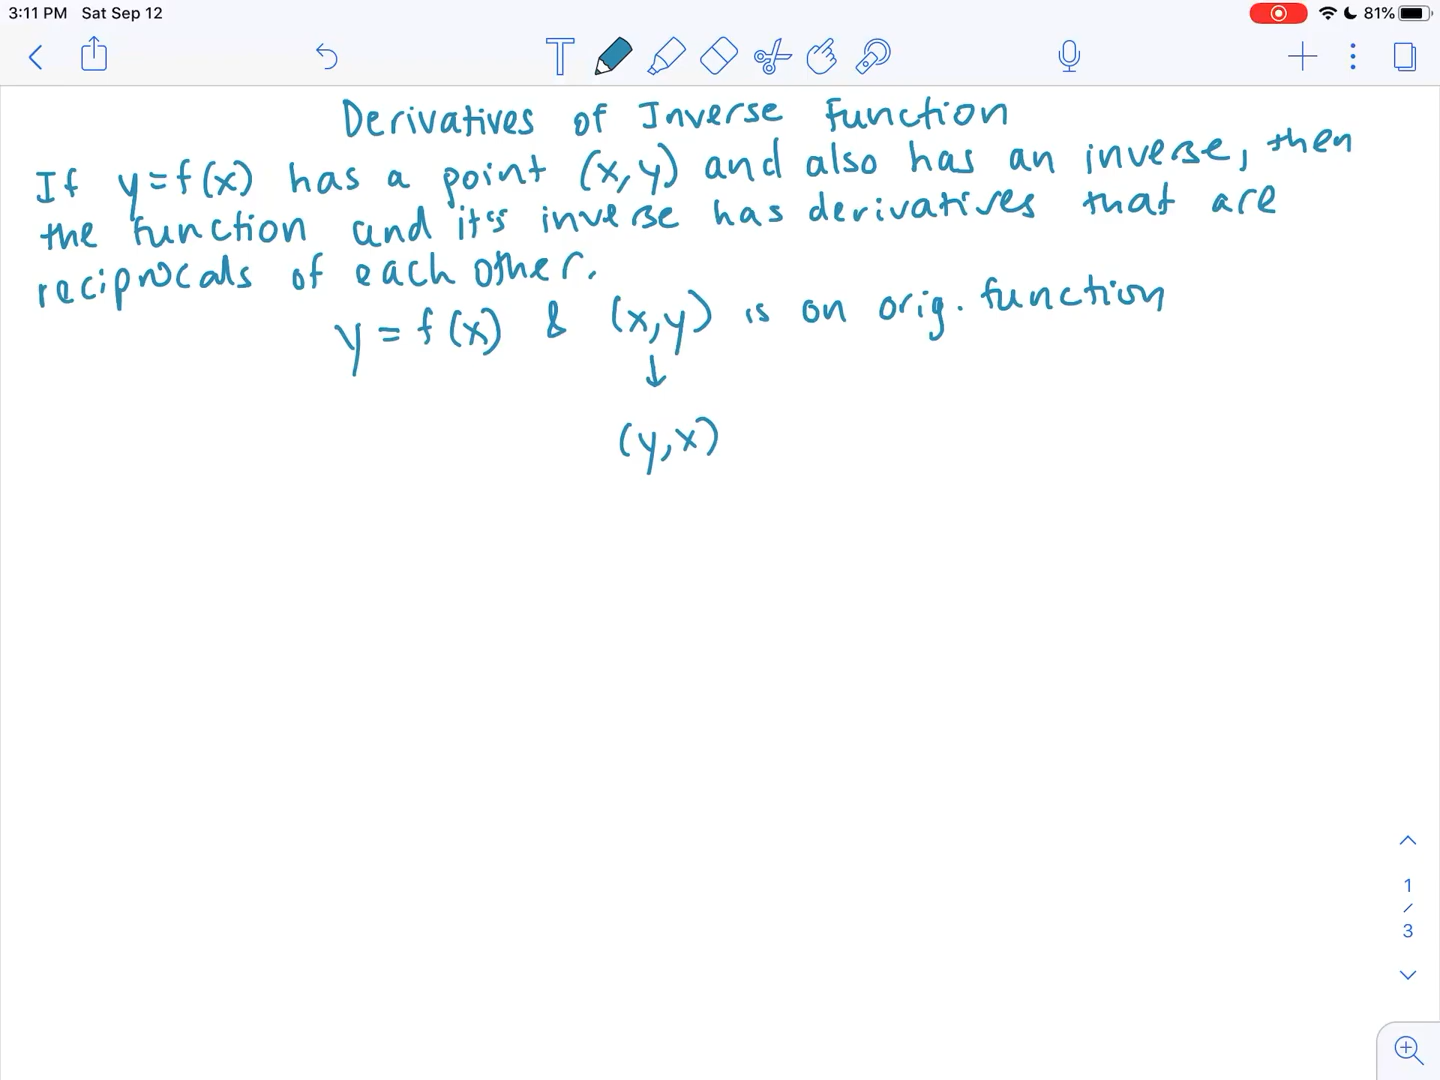 3:11 PM Sat Sep 12
81%
T
Derivatives of Inverse Function
If y=f(x) has a point (x,y) and also has an inverse, then
the function and it's inverse has derivatives that are
reciprocals of each other.
y = f(x) & (x,y) is on orig. function
↓
(y,x)
1
/
3